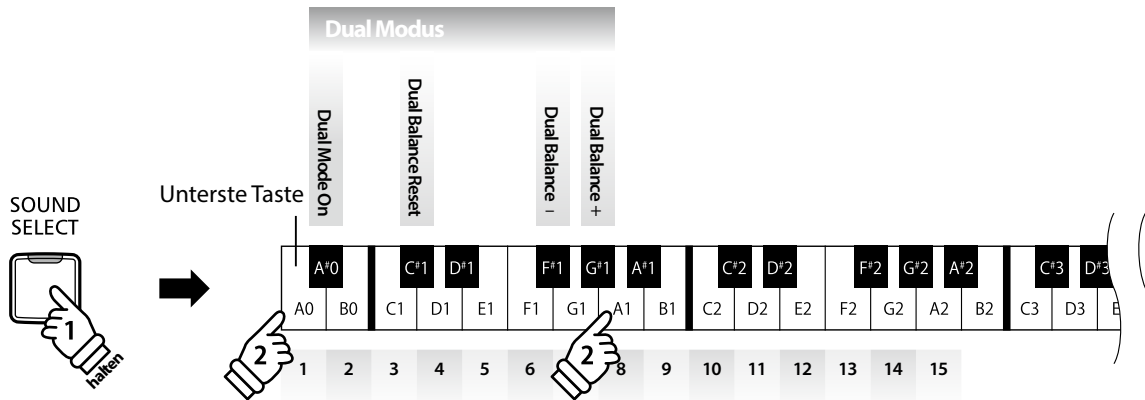 Dual Modus
Dual Mode On
Dual Balance Reset
Dual Balance –
Dual Balance +
Unterste Taste
SOUND
SELECT
A#0 C#1 D#1 F#1 G#1 A#1 C#2 D#2 F#2 G#2 A#2 C#3 D#3
A0 B0 C1 D1 E1 F1 G1 A1 B1 C2 D2 E2 F2 G2 A2 B2 C3 D3
1
halten
2
2
1 2 3 4 5 6 8 9 10 11 12 13 14 15